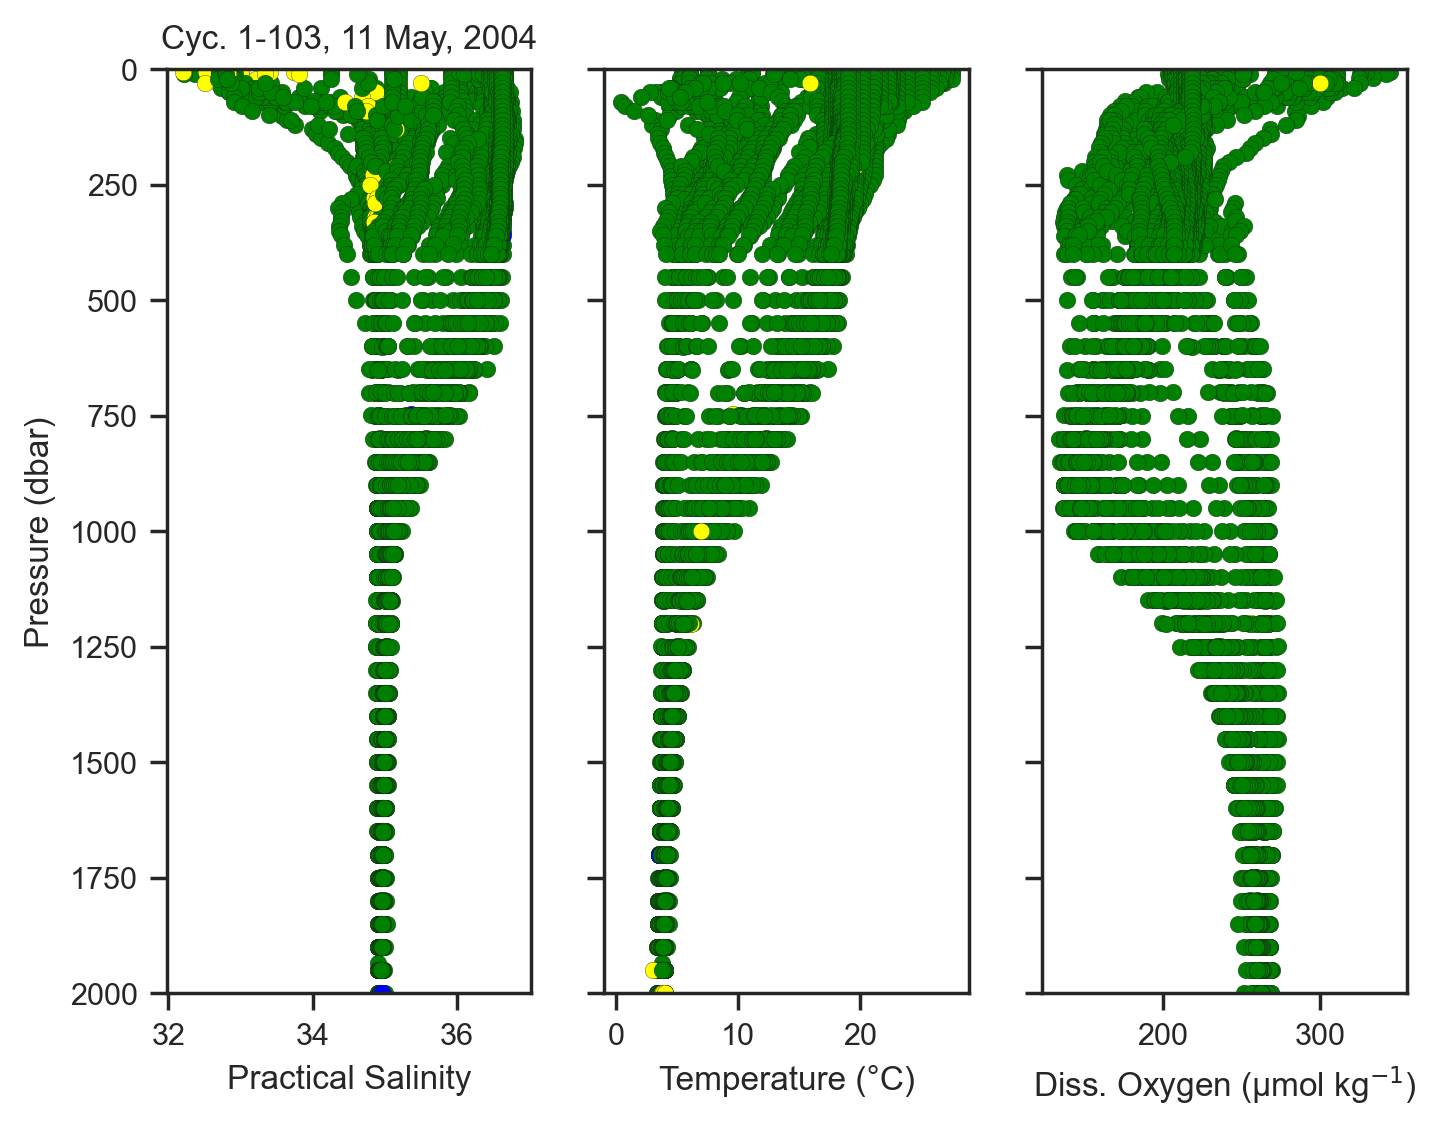 Cyc. 1-103, 11 May, 2004
0
250
500
750
1000
1250
1500
1750
2000
Pressure (dbar)
32 34 36
Practical Salinity
0 10 20
Temperature (°C)
200 300
Diss. Oxygen (µmol kg⁻¹)